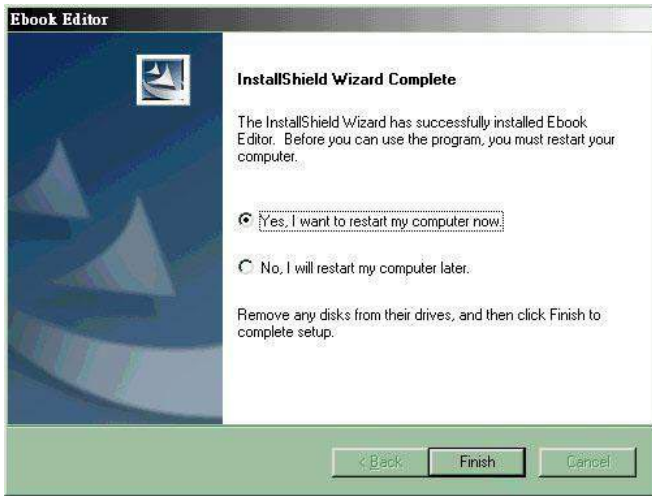 Ebook Editor
InstallShield Wizard Complete
The InstallShield Wizard has successfully installed Ebook
Editor. Before you can use the program, you must restart your
computer.
Yes, I want to restart my computer now.
No, I will restart my computer later.
Remove any disks from their drives, and then click Finish to
complete setup.
< Back Finish Cancel